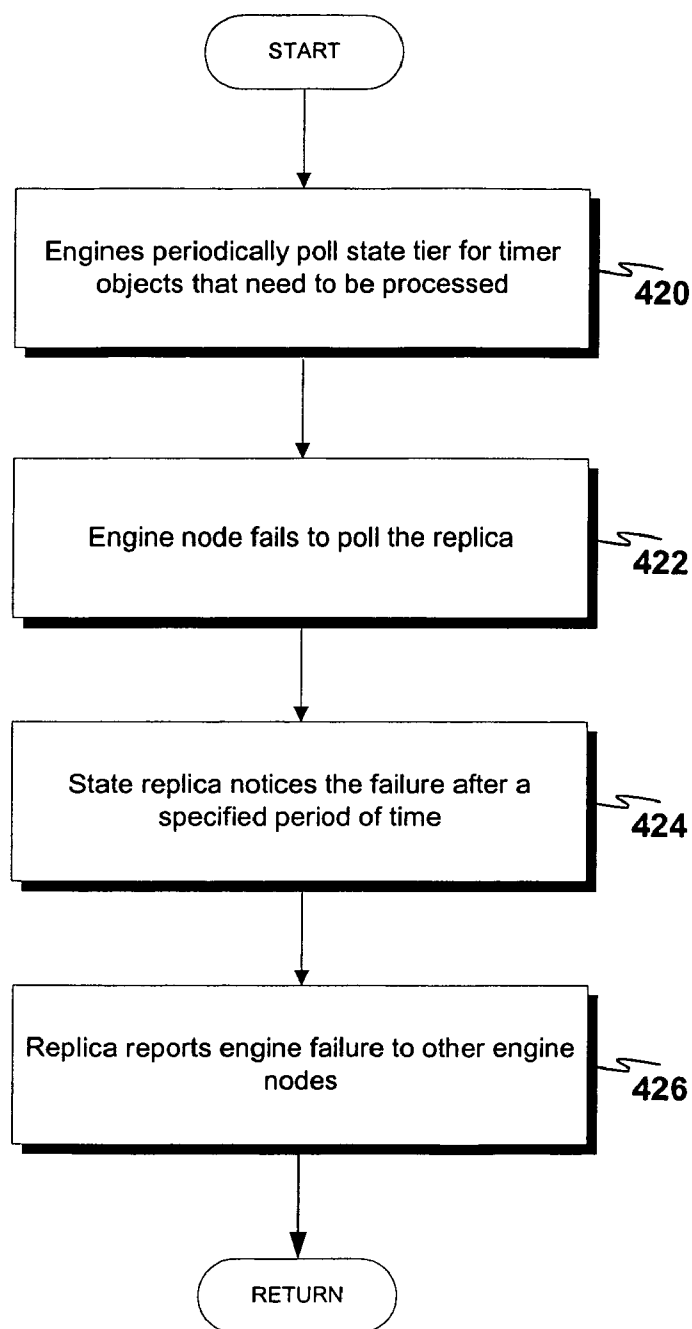 START
Engines periodically poll state tier for timer
objects that need to be processed
420
Engine node fails to poll the replica
422
State replica notices the failure after a
specified period of time
424
Replica reports engine failure to other engine
nodes
426
RETURN